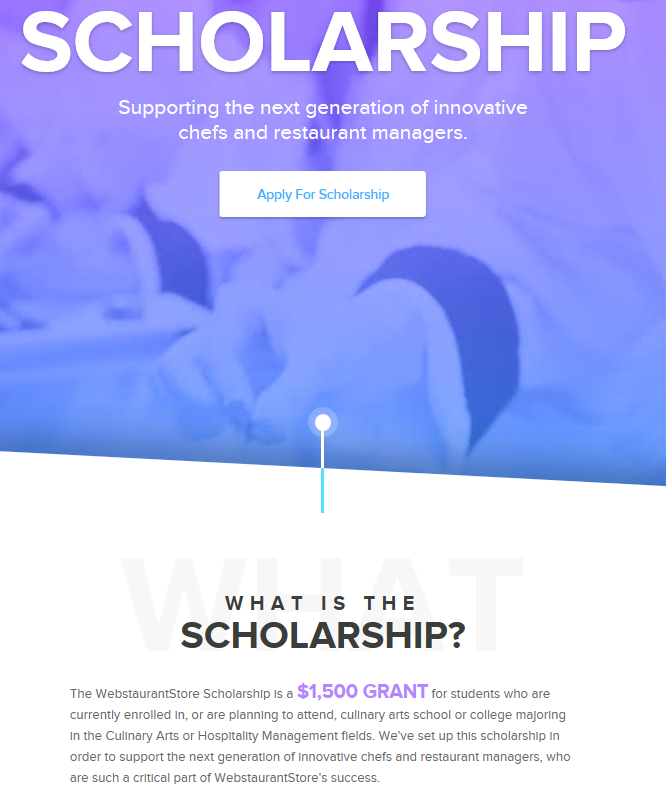 SCHOLARSHIP
Supporting the next generation of innovative
chefs and restaurant managers.
Apply For Scholarship
WHAT
WHAT IS THE
SCHOLARSHIP?
The WebstaurantStore Scholarship is a $1,500 GRANT for students who are
currently enrolled in, or are planning to attend, culinary arts school or college majoring
in the Culinary Arts or Hospitality Management fields. We've set up this scholarship in
order to support the next generation of innovative chefs and restaurant managers, who
are such a critical part of WebstaurantStore's success.